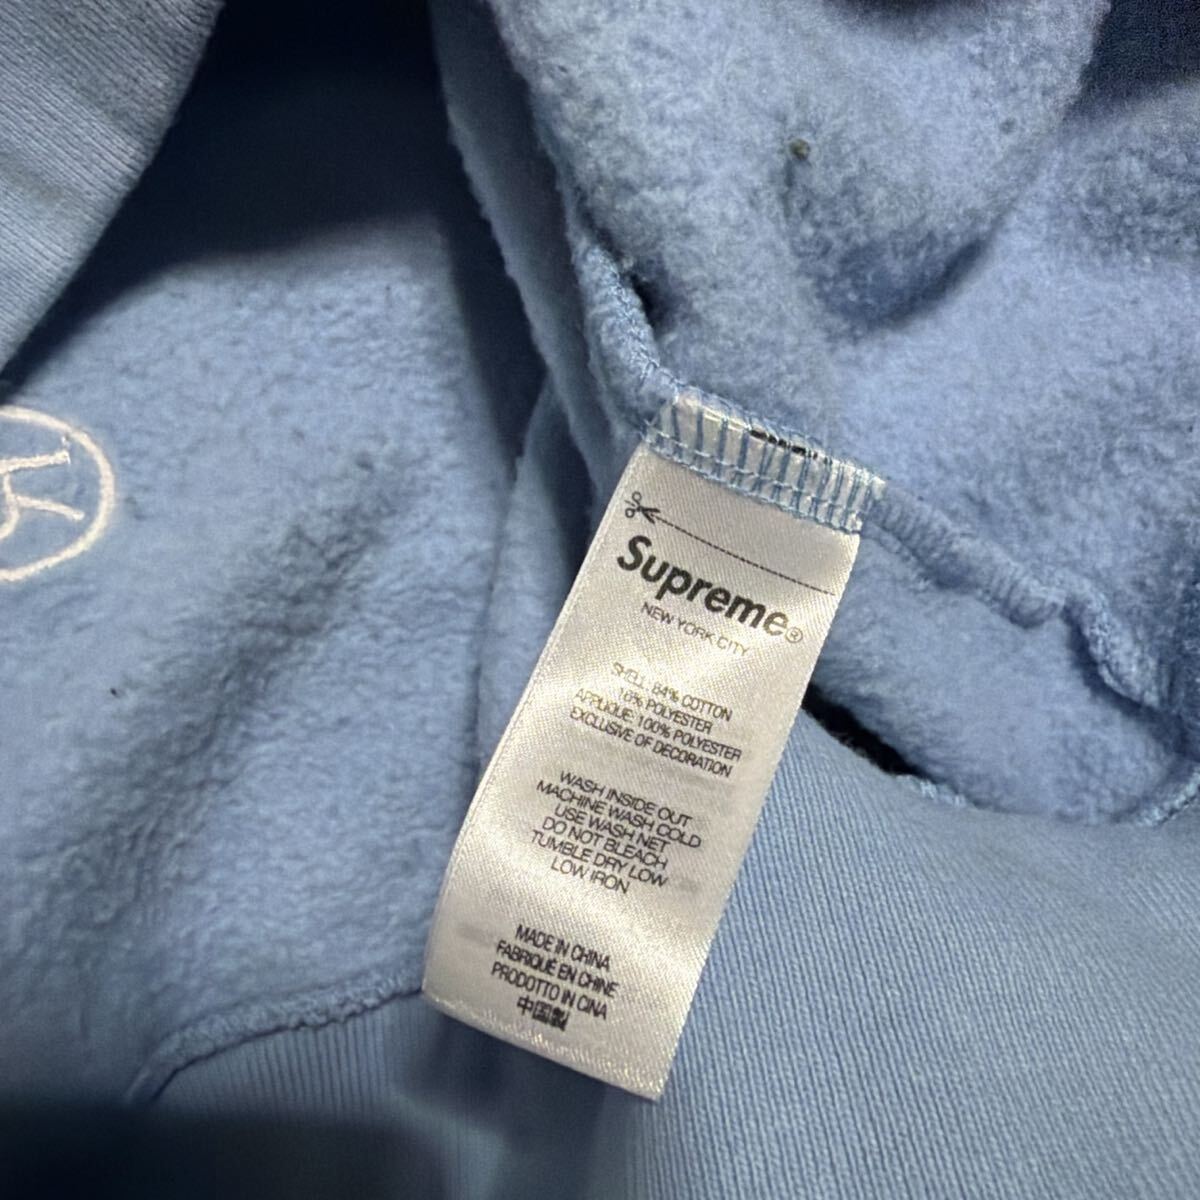 Supreme®
NEW YORK CITY
SHELL: 84% COTTON
16% POLYESTER
APPLIQUE: 100% POLYESTER
EXCLUSIVE OF DECORATION
WASH INSIDE OUT
MACHINE WASH COLD
USE WASH NET
DO NOT BLEACH
TUMBLE DRY LOW
LOW IRON
MADE IN CHINA
FABRIQUÉ EN CHINE
PRODOTTO IN CINA
中国製